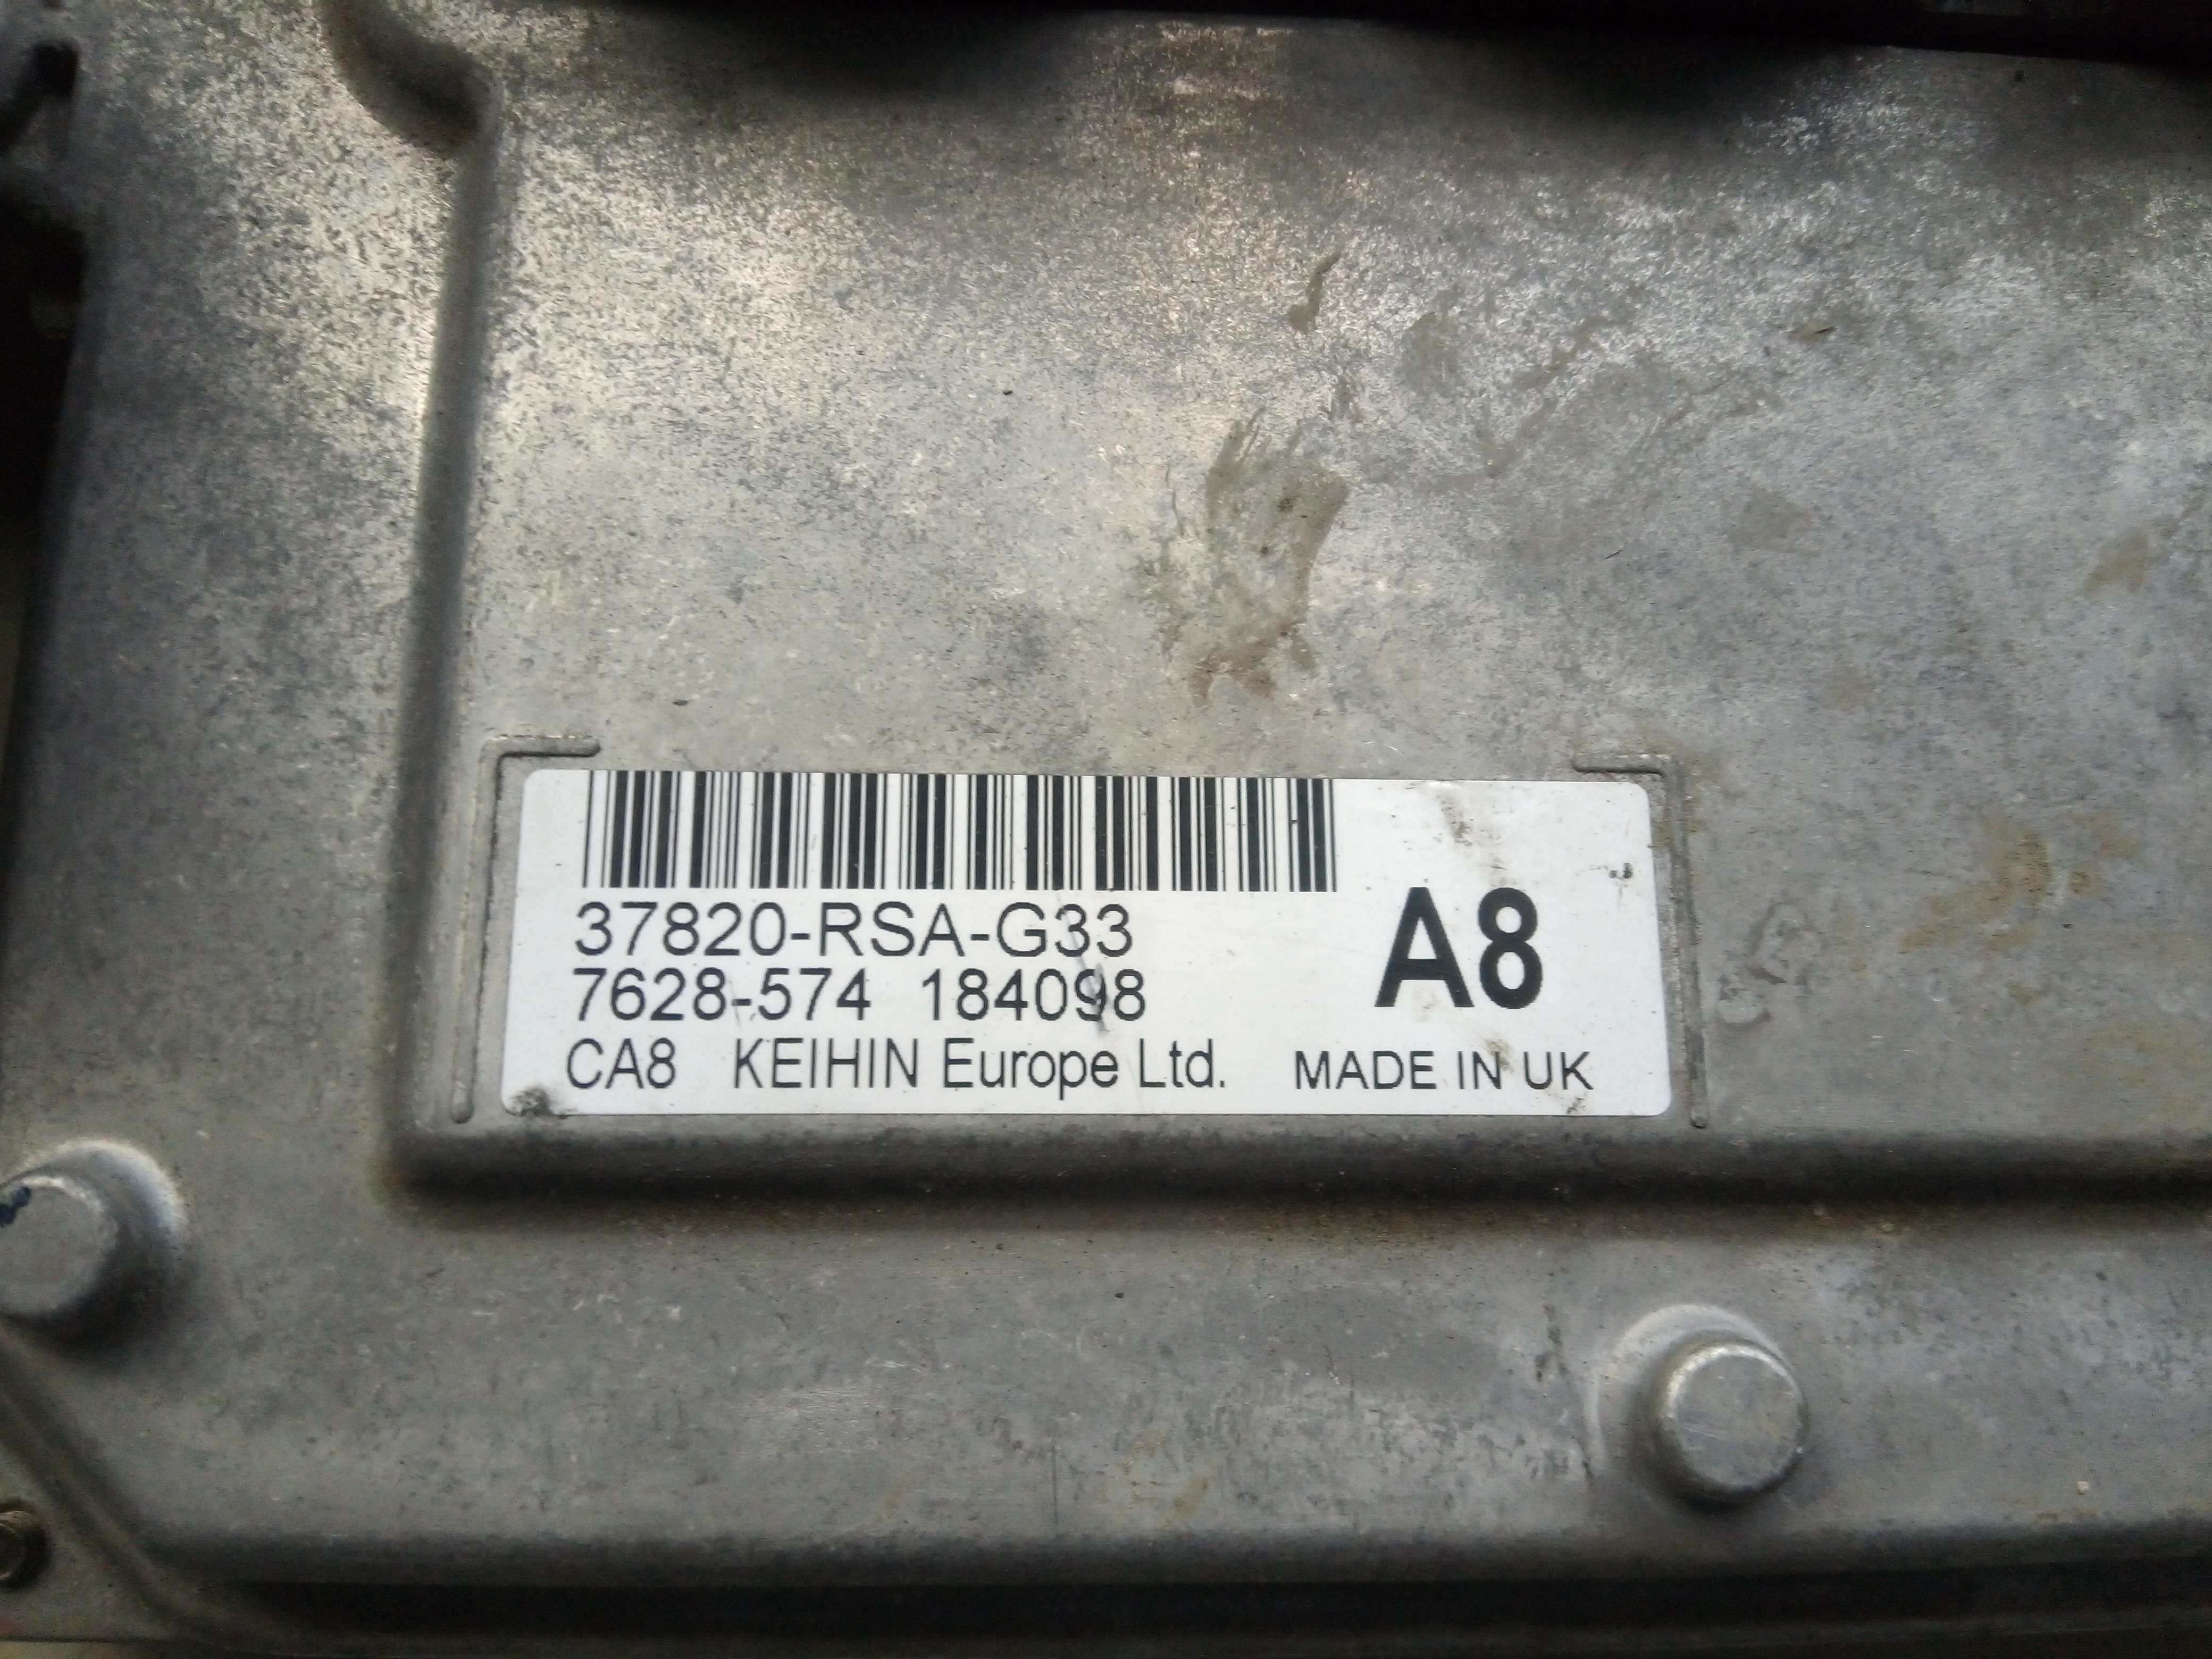 37820-RSA-G33
7628-574 184098
A8
CA8 KEIHIN Europe Ltd. MADE IN UK